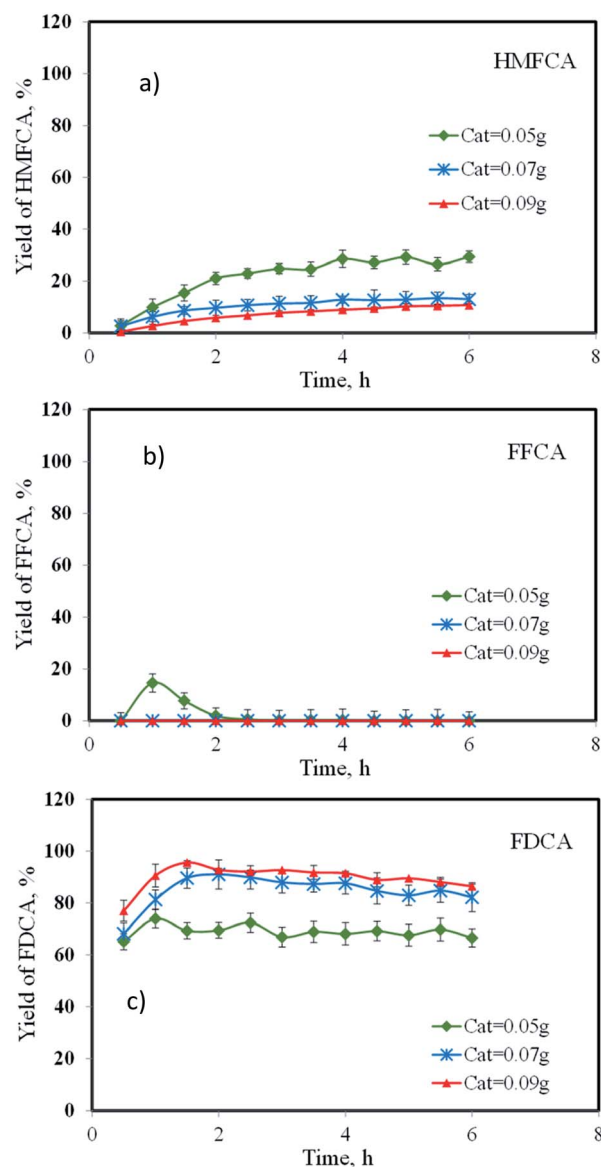 120
HMFCA
a)
100
80
Cat=0.05g
Cat=0.07g
Cat=0.09g
60
40
20
0
Yield of HMFCA, %
0 2 4 6 8
Time, h
120
b)
FFCA
100
80
60
Cat=0.05g
Cat=0.07g
Cat=0.09g
40
20
0
Yield of FFCA, %
0 2 4 6 8
Time, h
120
FDCA
100
80
60
40
c)
Cat=0.05g
Cat=0.07g
Cat=0.09g
20
0
Yield of FDCA, %
0 2 4 6 8
Time, h